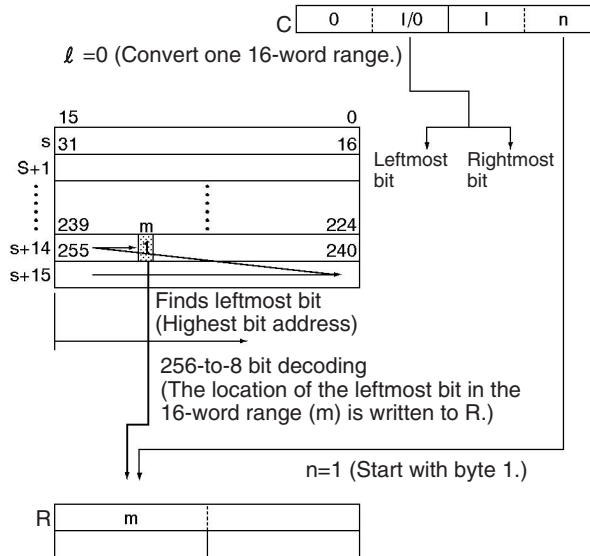 C 0 1/0 l n
ℓ =0 (Convert one 16-word range.)
15 0
s 31 16
S+1
Leftmost bit
Rightmost bit
239 m 224
s+14 255 1 240
s+15
Finds leftmost bit
(Highest bit address)
256-to-8 bit decoding
(The location of the leftmost bit in the
16-word range (m) is written to R.)
n=1 (Start with byte 1.)
R m